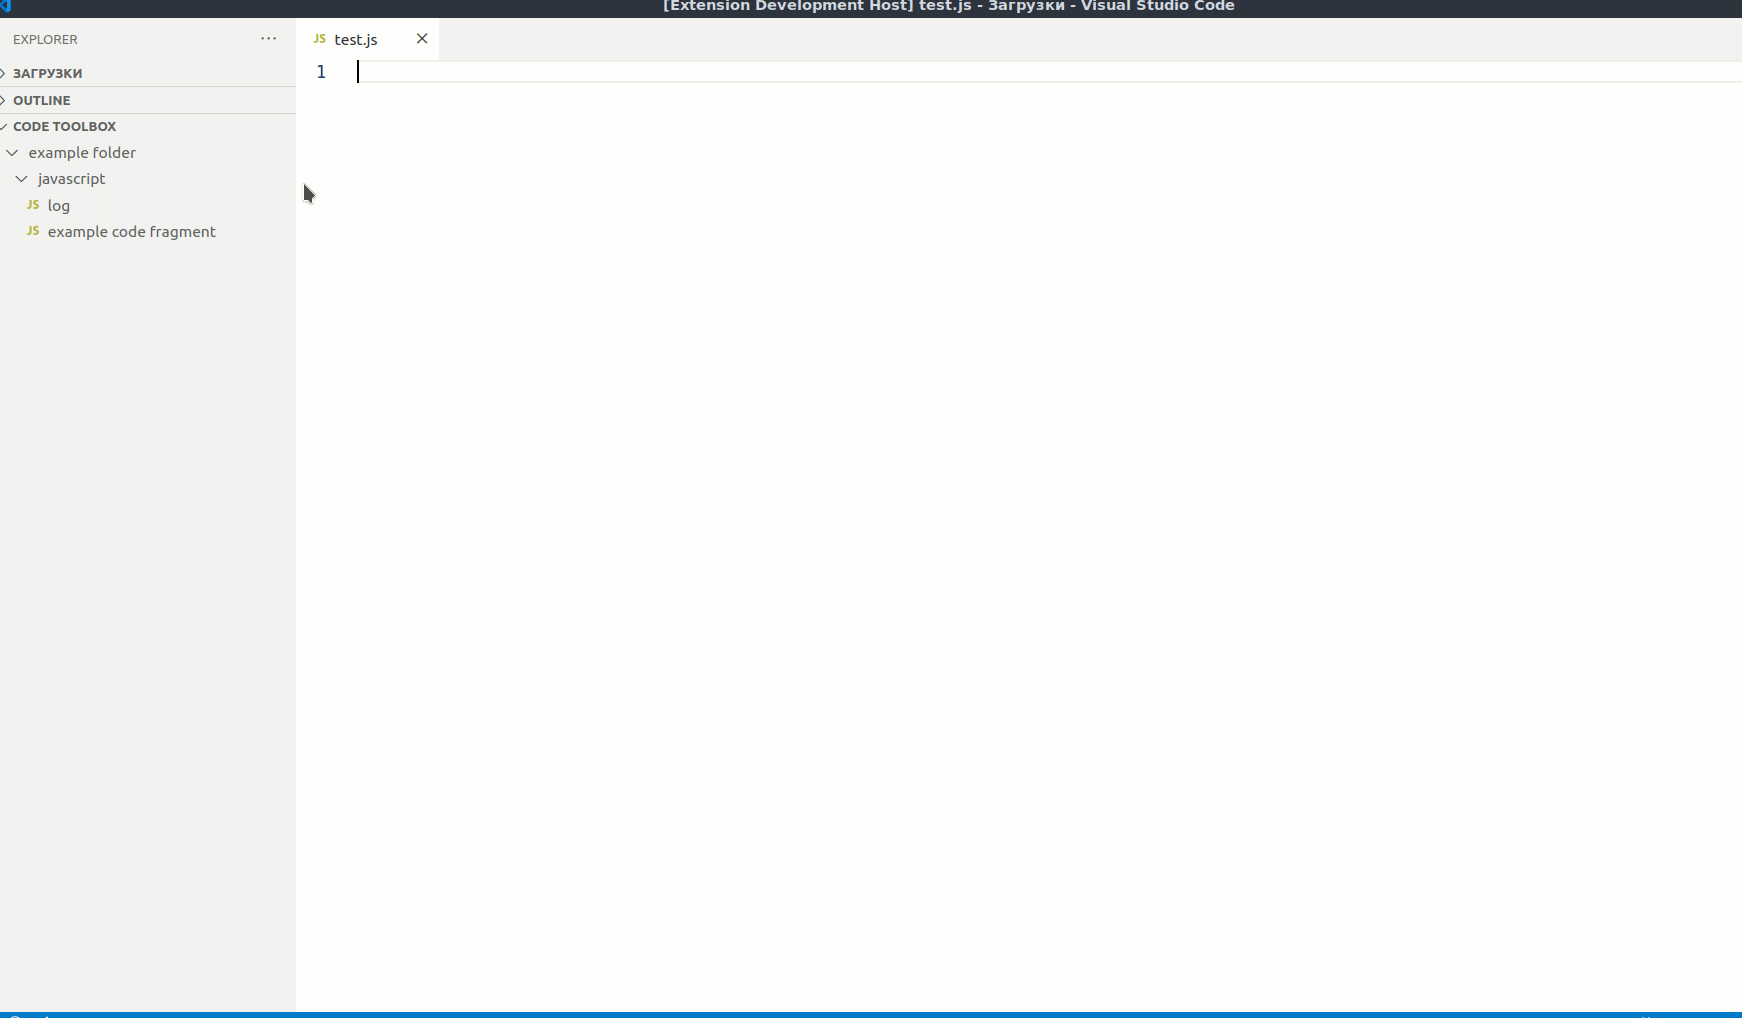 [Extension Development Host] test.js - Загрузки - Visual Studio Code
EXPLORER
JS test.js
ЗАГРУЗКИ
1
OUTLINE
CODE TOOLBOX
example folder
javascript
JS log
JS example code fragment